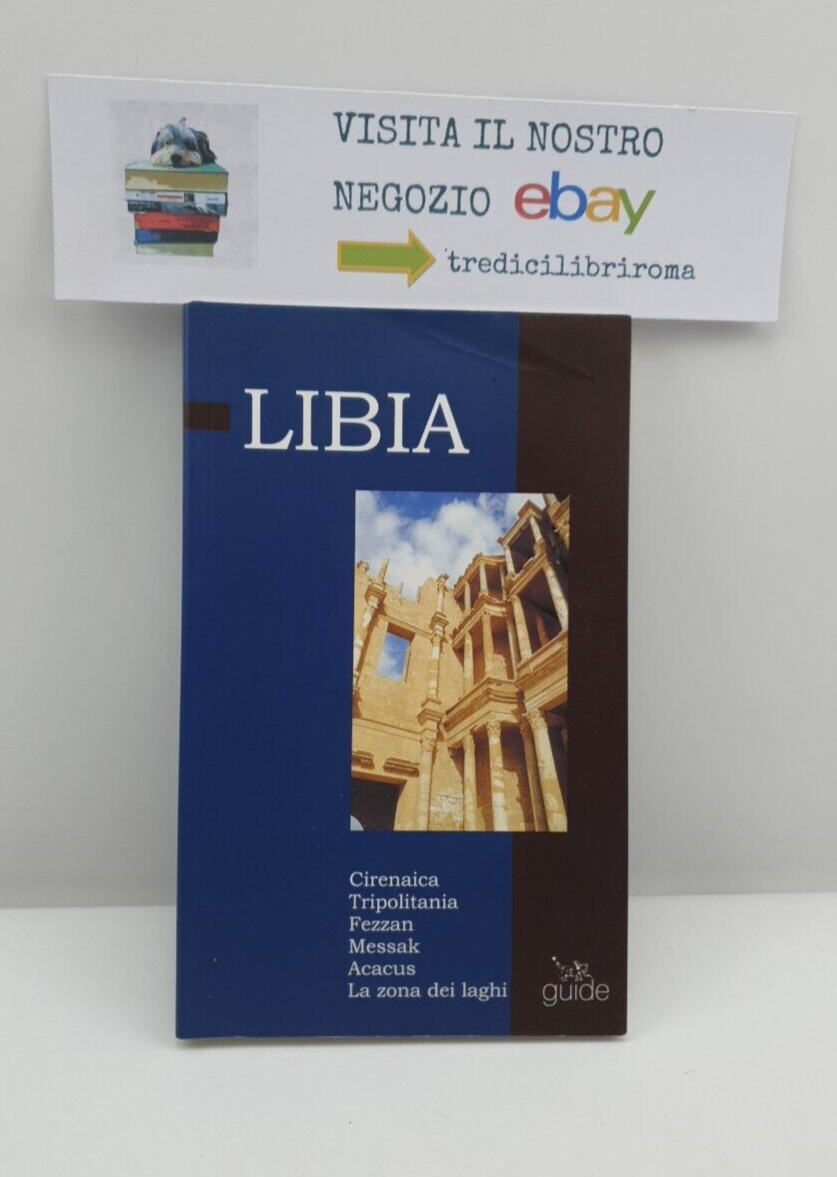 VISITA IL NOSTRO
NEGOZIO ebay
tredicilibriroma
LIBIA
Cirenaica
Tripolitania
Fezzan
Messak
Acacus
La zona dei laghi
guide